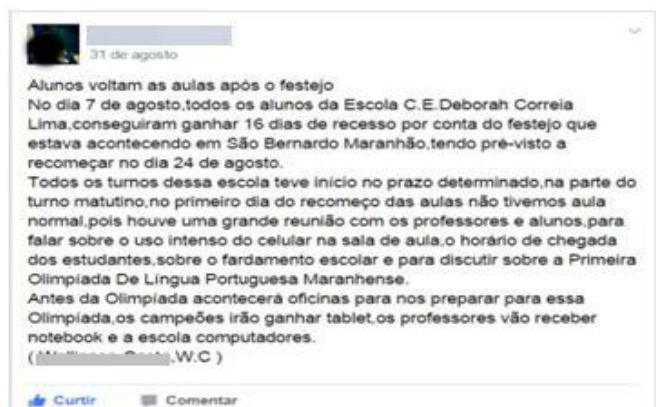 31 de agosto
Alunos voltam as aulas após o festejo
No dia 7 de agosto,todos os alunos da Escola C.E.Deborah Correia
Lima,conseguiram ganhar 16 dias de recesso por conta do festejo que
estava acontecendo em São Bernardo Maranhão,tendo pré-visto a
recomeçar no dia 24 de agosto.
Todos os turnos dessa escola teve início no prazo determinado,na parte do
turno matutino,no primeiro dia do recomeço das aulas não tivemos aula
normal,pois houve uma grande reunião com os professores e alunos,para
falar sobre o uso intenso do celular na sala de aula,o horário de chegada
dos estudantes,sobre o fardamento escolar e para discutir sobre a Primeira
Olimpíada De Língua Portuguesa Maranhense.
Antes da Olimpíada acontecerá oficinas para nos preparar para essa
Olimpíada,os campeões irão ganhar tablet,os professores vão receber
notebook e a escola computadores.
( ,W.C )
Curtir Comentar